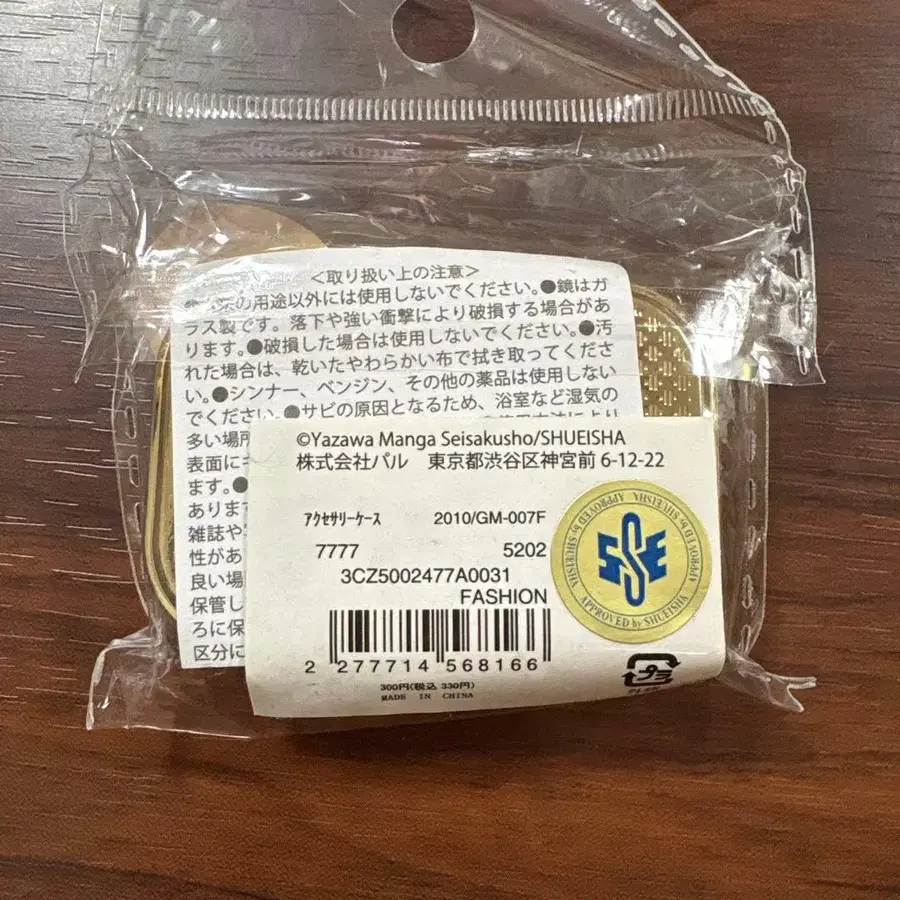 <取り扱い上の注意>
の用途以外には使用しないでください。●鏡はガ
ラス製です。落下や強い衝撃により破損する場合があ
ります。●破損した場合は使用しないでください。●汚
れた場合は、乾いたやわらかい布で拭き取ってくださ
い。●シンナー、ベンジン、その他の薬品は使用しない
でください。●サビの原因となるため、浴室など湿気の
多い場所
表面にキ
ます。●
あります
雑誌や
性があ
良い場
保管し
ろに保
区分に
©Yazawa Manga Seisakusho/SHUEISHA
株式会社パル 東京都渋谷区神宮前 6-12-22
アクセサリーケース 2010/GM-007F
7777 5202
3CZ5002477A0031
FASHION
2 277714 568166
300円(税込 330円)
MADE IN CHINA
APPROVED by SHUEISHA
APPROVED by SHUEISHA
プラ